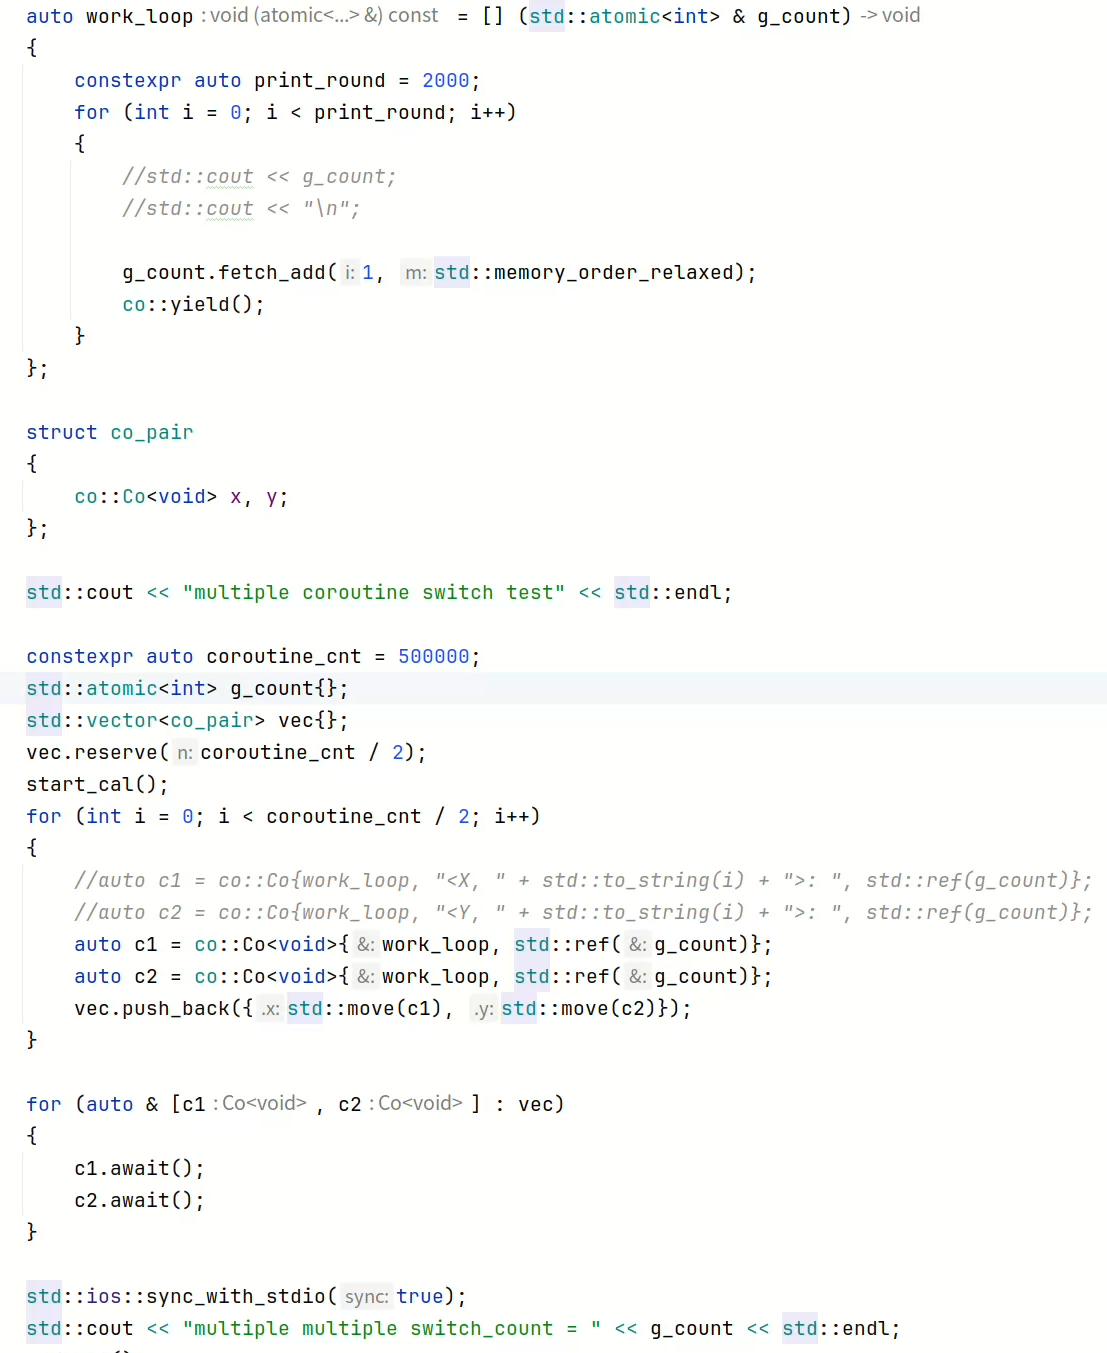 auto work_loop : void (atomic<...> &) const = [] (std::atomic<int> & g_count) -> void
{
    constexpr auto print_round = 2000;
    for (int i = 0; i < print_round; i++)
    {
        //std::cout << g_count;
        //std::cout << "\n";

        g_count.fetch_add( i: 1, m: std::memory_order_relaxed);
        co::yield();
    }
};

struct co_pair
{
    co::Co<void> x, y;
};

std::cout << "multiple coroutine switch test" << std::endl;

constexpr auto coroutine_cnt = 500000;
std::atomic<int> g_count{};
std::vector<co_pair> vec{};
vec.reserve( n: coroutine_cnt / 2);
start_cal();
for (int i = 0; i < coroutine_cnt / 2; i++)
{
    //auto c1 = co::Co{work_loop, "<X, " + std::to_string(i) + ">: ", std::ref(g_count)};
    //auto c2 = co::Co{work_loop, "<Y, " + std::to_string(i) + ">: ", std::ref(g_count)};
    auto c1 = co::Co<void>{ &: work_loop, std::ref( &: g_count)};
    auto c2 = co::Co<void>{ &: work_loop, std::ref( &: g_count)};
    vec.push_back({ .x: std::move(c1), .y: std::move(c2)});
}

for (auto & [c1 : Co<void> , c2 : Co<void> ] : vec)
{
    c1.await();
    c2.await();
}

std::ios::sync_with_stdio( sync: true);
std::cout << "multiple multiple switch_count = " << g_count << std::endl;